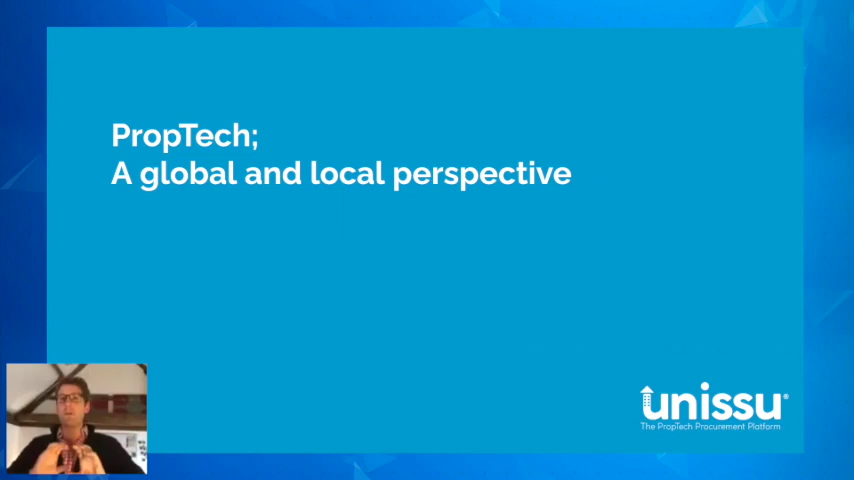 PropTech;
A global and local perspective
unissu®
The PropTech Procurement Platform